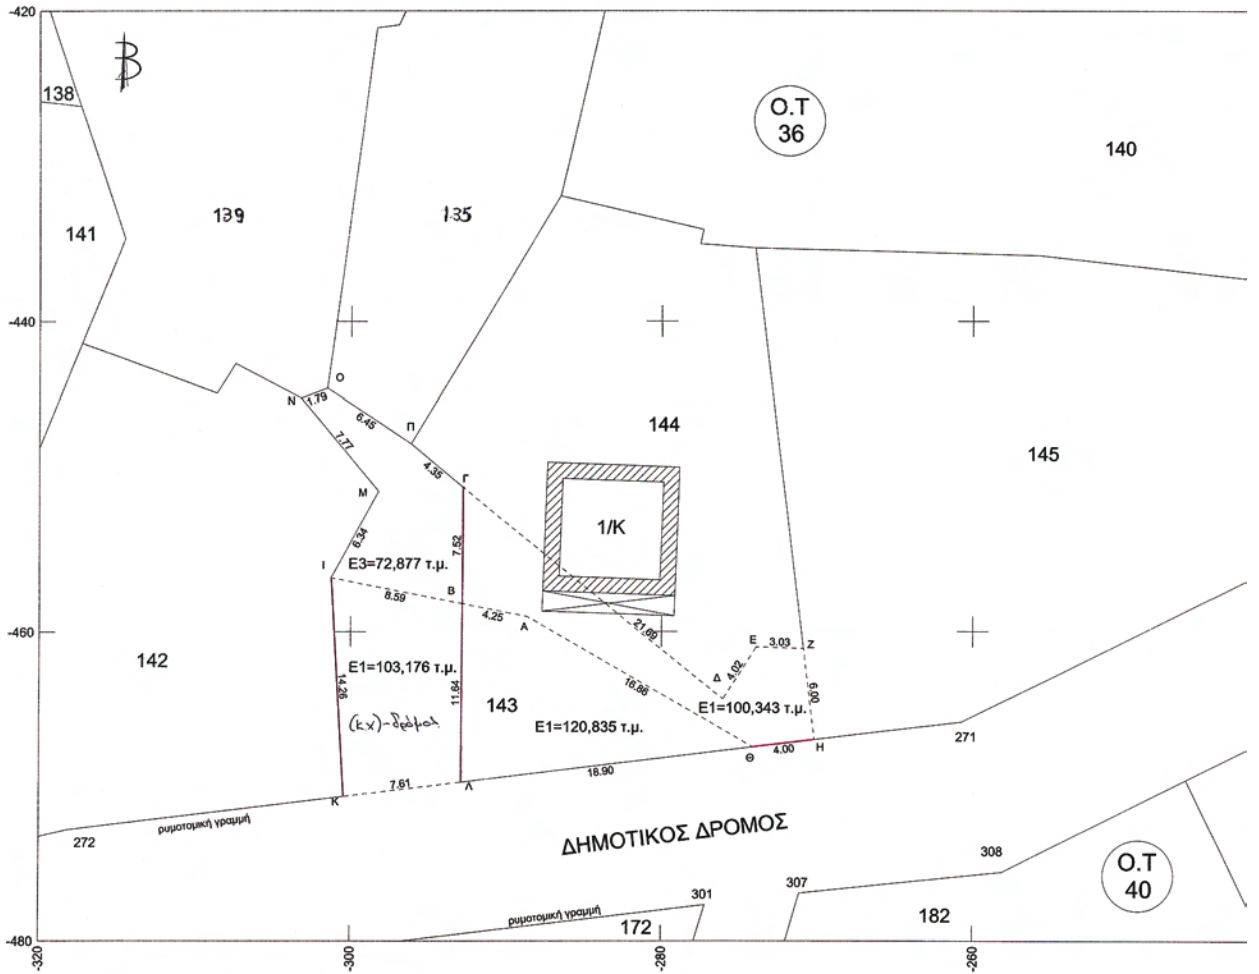 -420
B
138
Ο.Τ
36
140
139
135
141
-440
Ο
Ν
1.79
6.45
Π
7.77
144
145
4.35
Γ
Μ
1/Κ
6.34
7.52
Ι
Ε3=72,877 τ.μ.
8.59
Β
4.25
Α
-460
21.69
Ε
3.03
Ζ
142
Ε1=103,176 τ.μ.
4.02
Δ
16.86
14.26
11.64
143
Ε1=100,343 τ.μ.
6.00
(κχ)-δρόμοι
Ε1=120,835 τ.μ.
271
4.00
Η
Θ
18.90
7.61
Λ
Κ
ρυμοτομική γραμμή
272
ΔΗΜΟΤΙΚΟΣ ΔΡΟΜΟΣ
308
Ο.Τ
40
307
301
ρυμοτομική γραμμή
172
182
-480
-320
-300
-280
-260